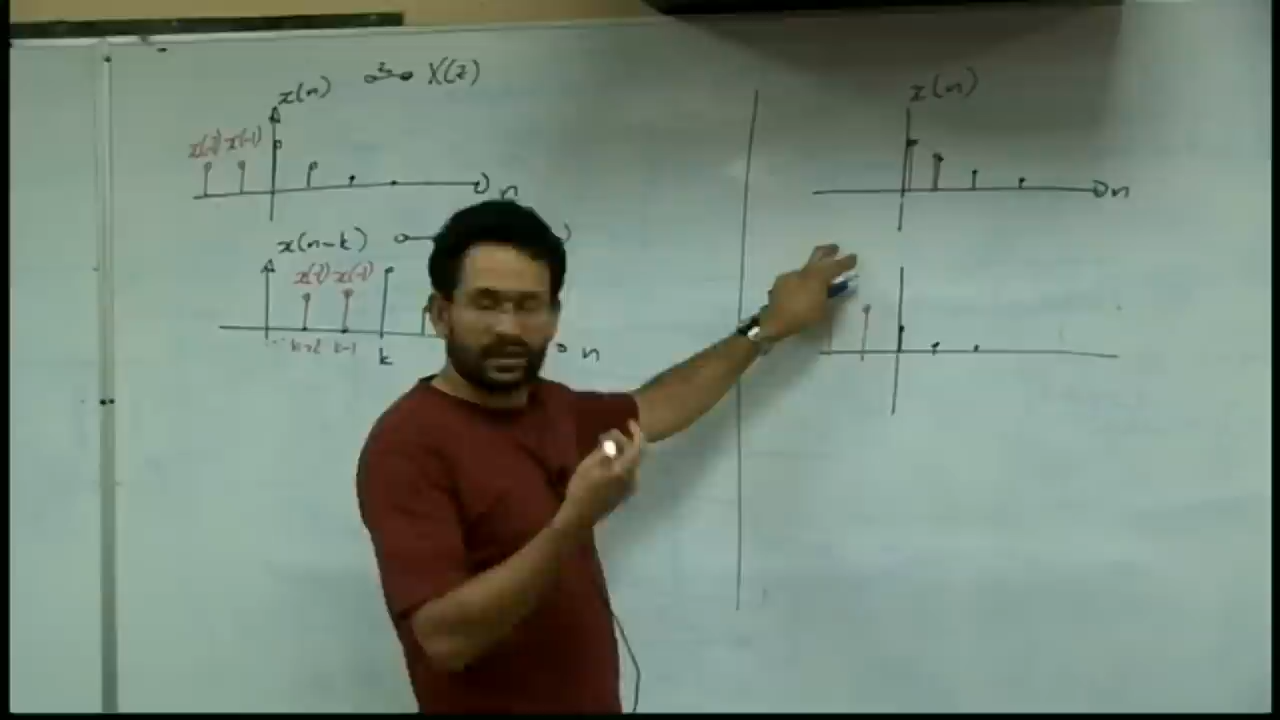 x(n) X(z)
x(-2) x(-1)
n
x(n-k) )
x(-2) x(-1)
... k-2 k-1 k n
x(n)
n